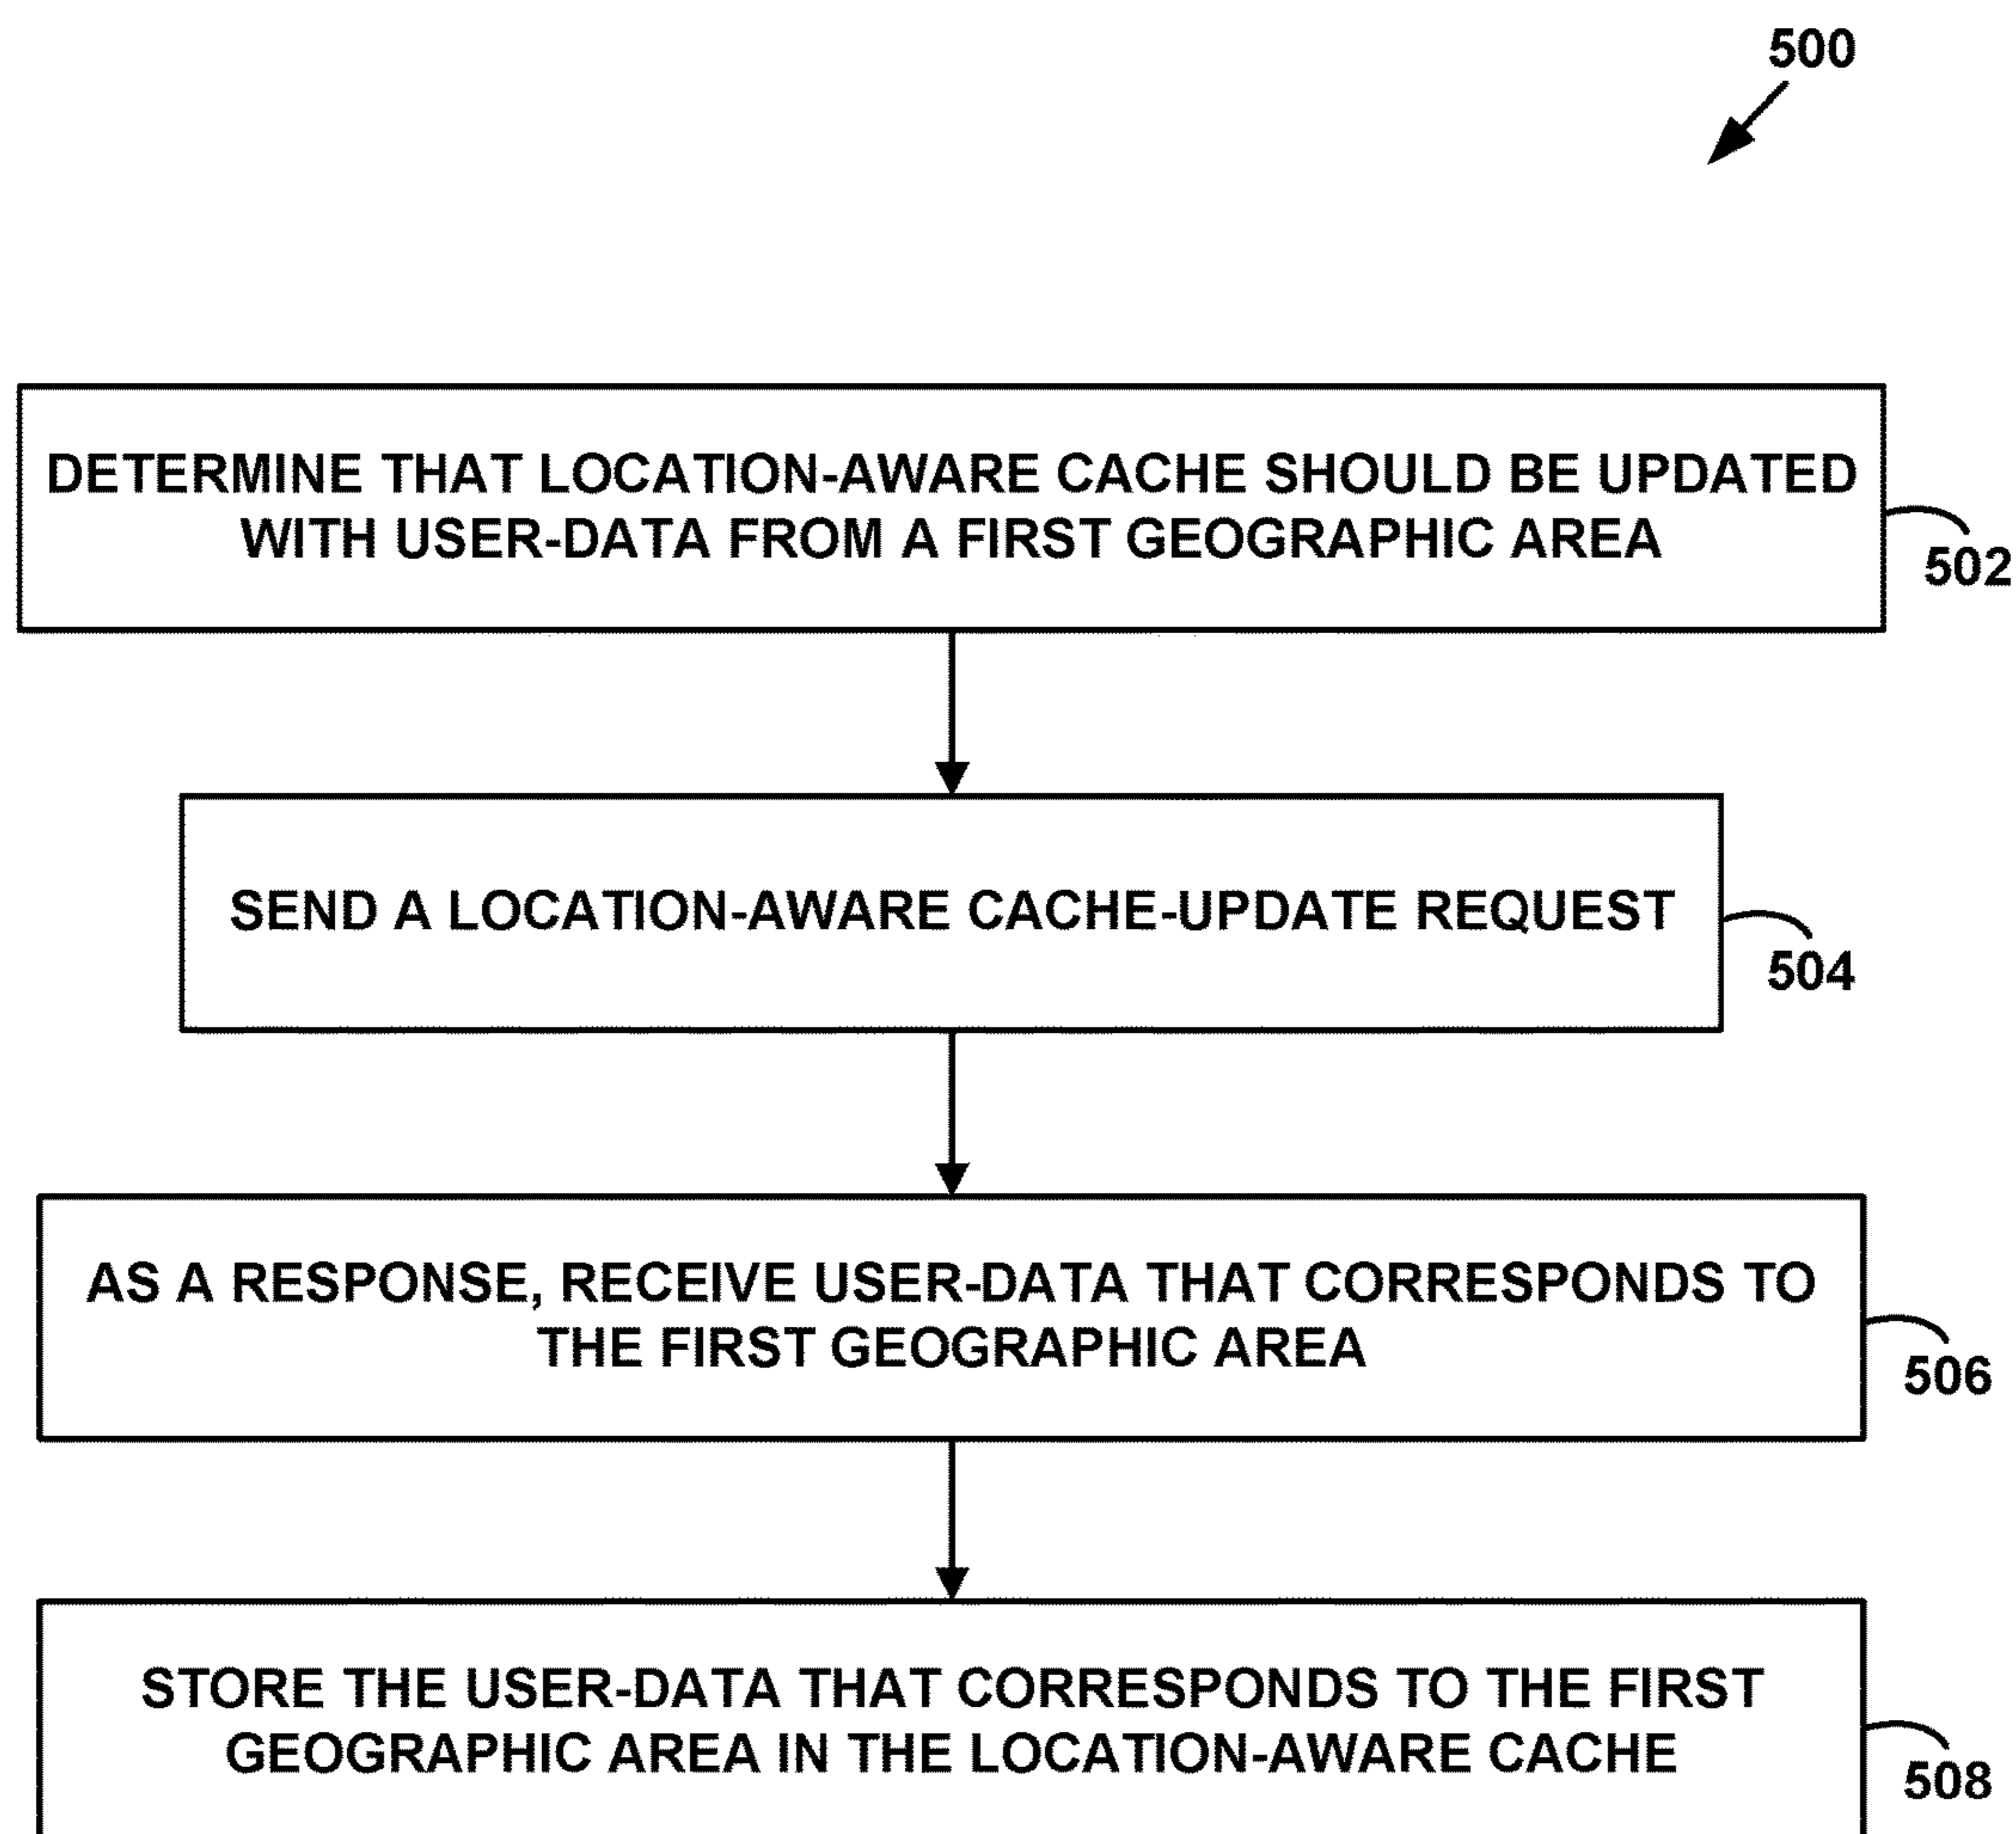 500
DETERMINE THAT LOCATION-AWARE CACHE SHOULD BE UPDATED
WITH USER-DATA FROM A FIRST GEOGRAPHIC AREA
502
SEND A LOCATION-AWARE CACHE-UPDATE REQUEST
504
AS A RESPONSE, RECEIVE USER-DATA THAT CORRESPONDS TO
THE FIRST GEOGRAPHIC AREA
506
STORE THE USER-DATA THAT CORRESPONDS TO THE FIRST
GEOGRAPHIC AREA IN THE LOCATION-AWARE CACHE
508